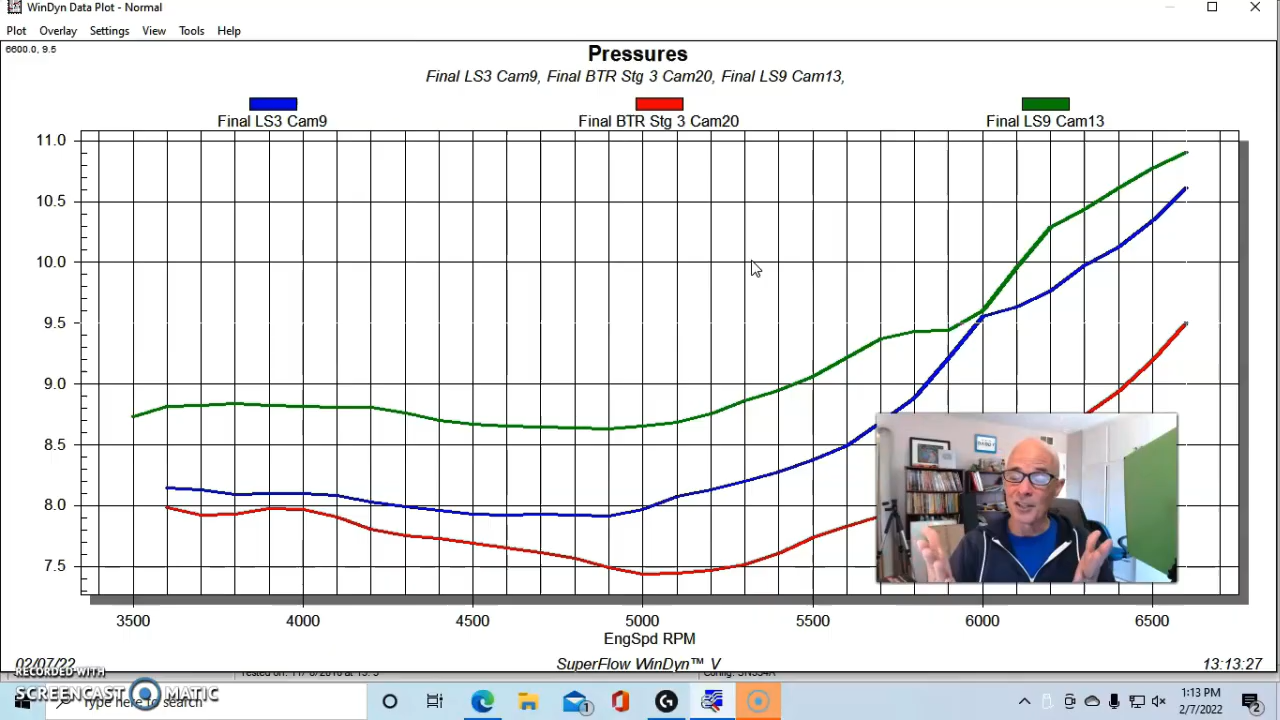 WinDyn Data Plot - Normal
Plot Overlay Settings View Tools Help
6600.0, 9.5
Pressures
Final LS3 Cam9, Final BTR Stg 3 Cam20, Final LS9 Cam13,
Final LS3 Cam9 Final BTR Stg 3 Cam20 Final LS9 Cam13
11.0
10.5
10.0
9.5
9.0
8.5
8.0
7.5
3500 4000 4500 5000 5500 6000 6500
EngSpd RPM
02/07/22 SuperFlow WinDyn™ V 13:13:27
RECORDED WITH
SCREENCAST MATIC
Type here to search
1
1:13 PM
2/7/2022
2